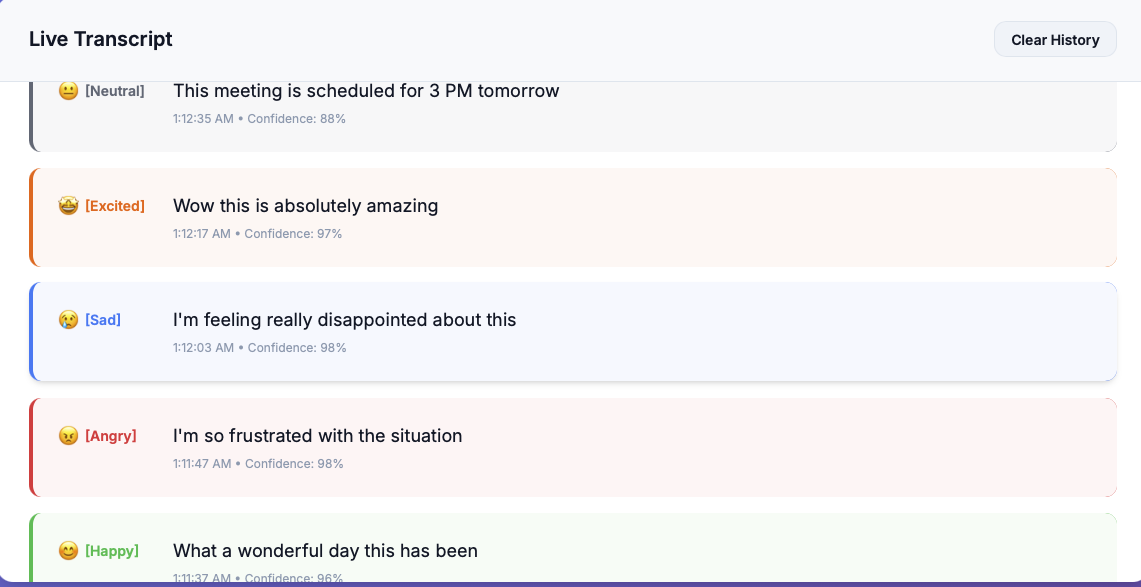 Live Transcript
Clear History
[Neutral] This meeting is scheduled for 3 PM tomorrow
1:12:35 AM • Confidence: 88%
[Excited] Wow this is absolutely amazing
1:12:17 AM • Confidence: 97%
[Sad] I'm feeling really disappointed about this
1:12:03 AM • Confidence: 98%
[Angry] I'm so frustrated with the situation
1:11:47 AM • Confidence: 98%
[Happy] What a wonderful day this has been
1:11:37 AM • Confidence: 96%